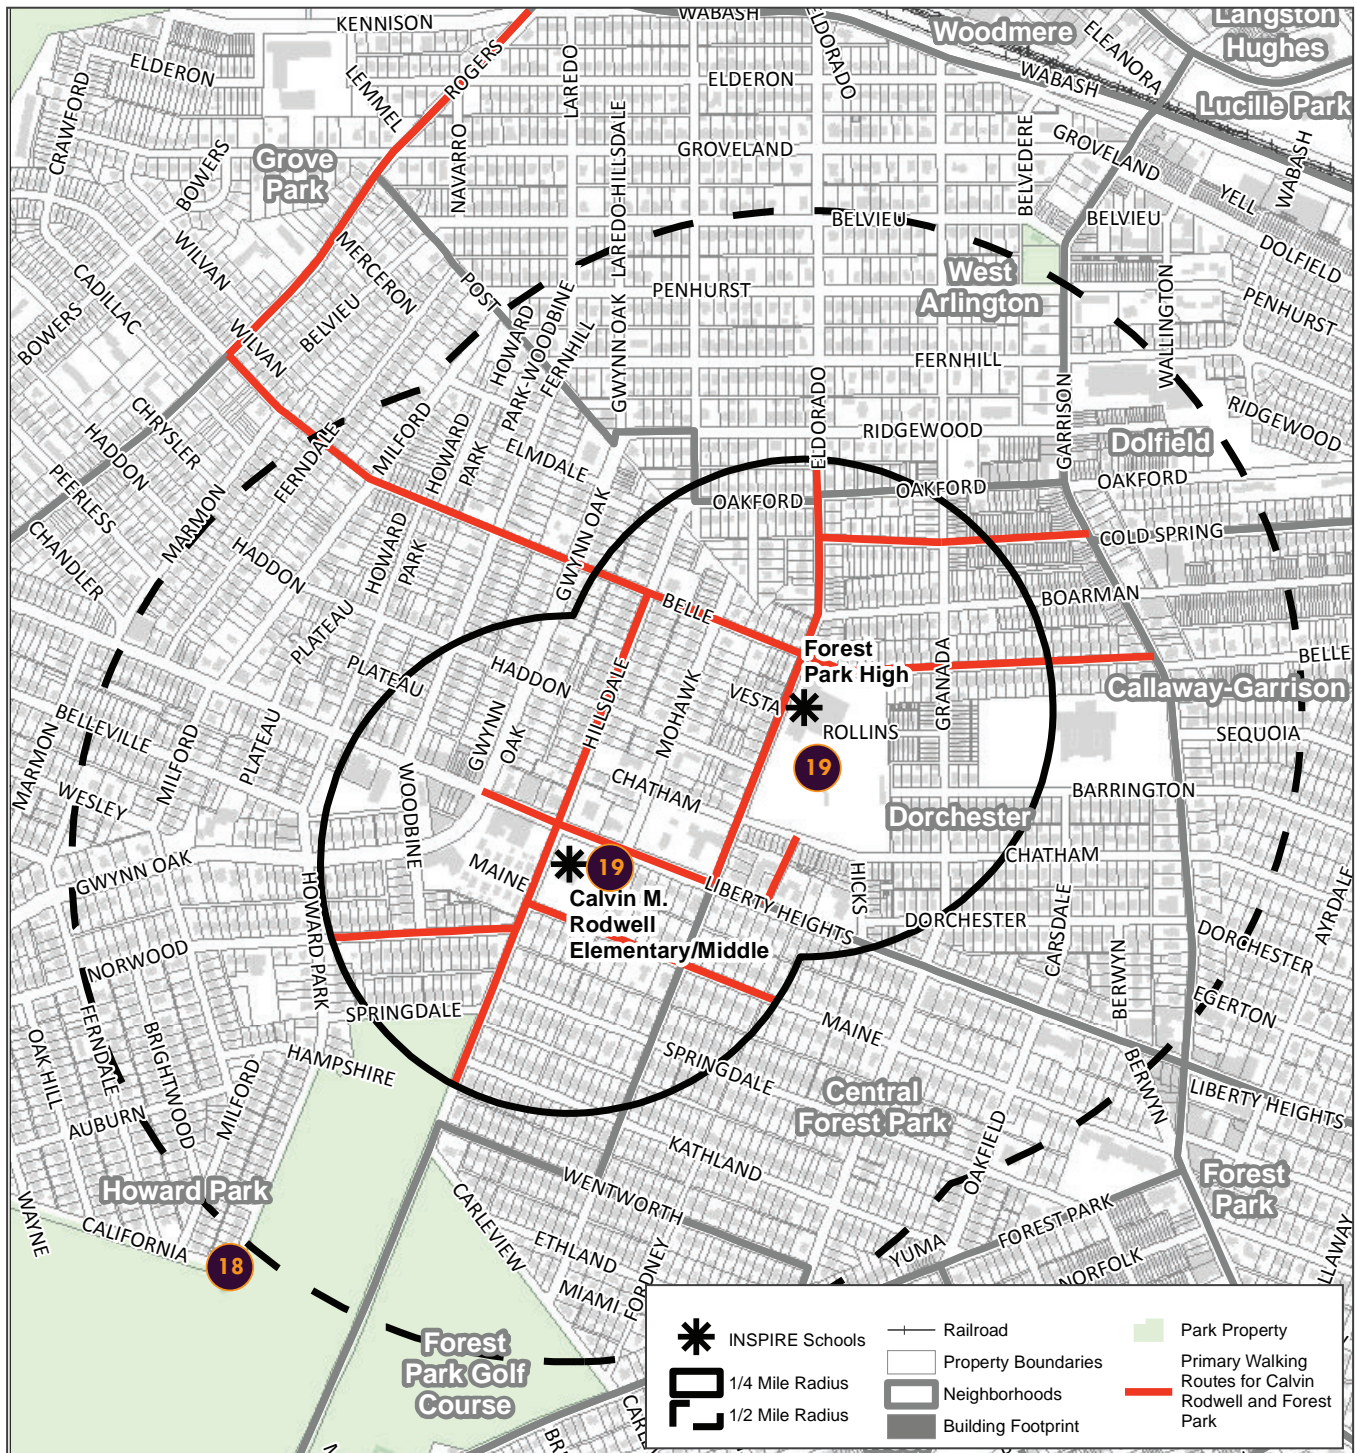 KENNISON
WABASH
ELDORADO
Woodmere
ELEANORA
Langston
Hughes
ELDERON
LEMMEL
ROGERS
LAREDO
ELDERON
WABASH
Lucille Park
CRAWFORD
NAVARRO
BELVEDERE
GROVELAND
WABASH
Grove
Park
BOWERS
GROVELAND
LAREDO-HILLSDALE
YELL
BELVIEU
BELVIEU
DOLFIELD
WILVAN
MERCERON
CADILLAC
POST
PENHURST
West
Arlington
PENHURST
BOWERS
BELVIEU
WILVAN
HOWARD
PARK-WOODBINE
FERNHILL
GWYNN OAK
FERNHILL
WALLINGTON
CHRYSLER
HADDON
MILFORD
HOWARD
PARK
ELMDALE
ELDORADO
RIDGEWOOD
GARRISON
Dolfield
RIDGEWOOD
PEERLESS
FERNDALE
OAKFORD
OAKFORD
OAKFORD
MARMON
CHANDLER
HADDON
HOWARD
PARK
GWYNN OAK
COLD SPRING
PLATEAU
BELLE
BOARMAN
PLATEAU
HADDON
HILLSDALE
MOHAWK
VESTA
Forest
Park High
GRANADA
BELLE
Callaway-Garrison
BELLEVILLE
MARMON
MILFORD
PLATEAU
GWYNN
OAK
ROLLINS
SEQUOIA
WESLEY
WOODBINE
CHATHAM
19
BARRINGTON
Dorchester
GWYNN OAK
MAINE
19
CHATHAM
HOWARD PARK
Calvin M.
Rodwell
Elementary/Middle
LIBERTY HEIGHTS
HICKS
DORCHESTER
CARSDALE
AYRDALE
NORWOOD
DORCHESTER
BERWYN
EGERTON
SPRINGDALE
FERNDALE
BRIGHTWOOD
OAK HILL
MAINE
HAMPSHIRE
MILFORD
SPRINGDALE
BERWYN
LIBERTY HEIGHTS
AUBURN
Central
Forest Park
KATHLAND
OAKFIELD
Howard Park
WENTWORTH
Forest
Park
WAYNE
CALIFORNIA
CARLEVIEW
FOREST PARK
18
ETHLAND
YUMA
NORFOLK
MIAMI
FORDNEY
Forest
Park Golf
Course
INSPIRE Schools
1/4 Mile Radius
1/2 Mile Radius
Railroad
Property Boundaries
Neighborhoods
Building Footprint
Park Property
Primary Walking
Routes for Calvin
Rodwell and Forest
Park